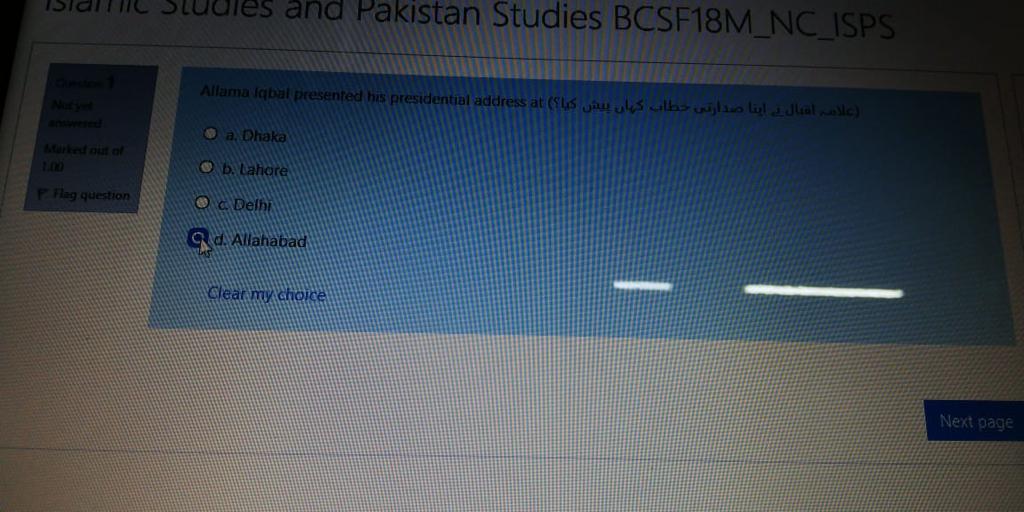 Islamic Studies and Pakistan Studies BCSF18M_NC_ISPS
Question 1
Not yet
answered
Marked out of
1.00
Flag question
Allama Iqbal presented his presidential address at (علامہ اقبال نے اپنا صدارتی خطاب کہاں پیش کیا؟)
a. Dhaka
b. Lahore
c. Delhi
d. Allahabad
Clear my choice
Next page